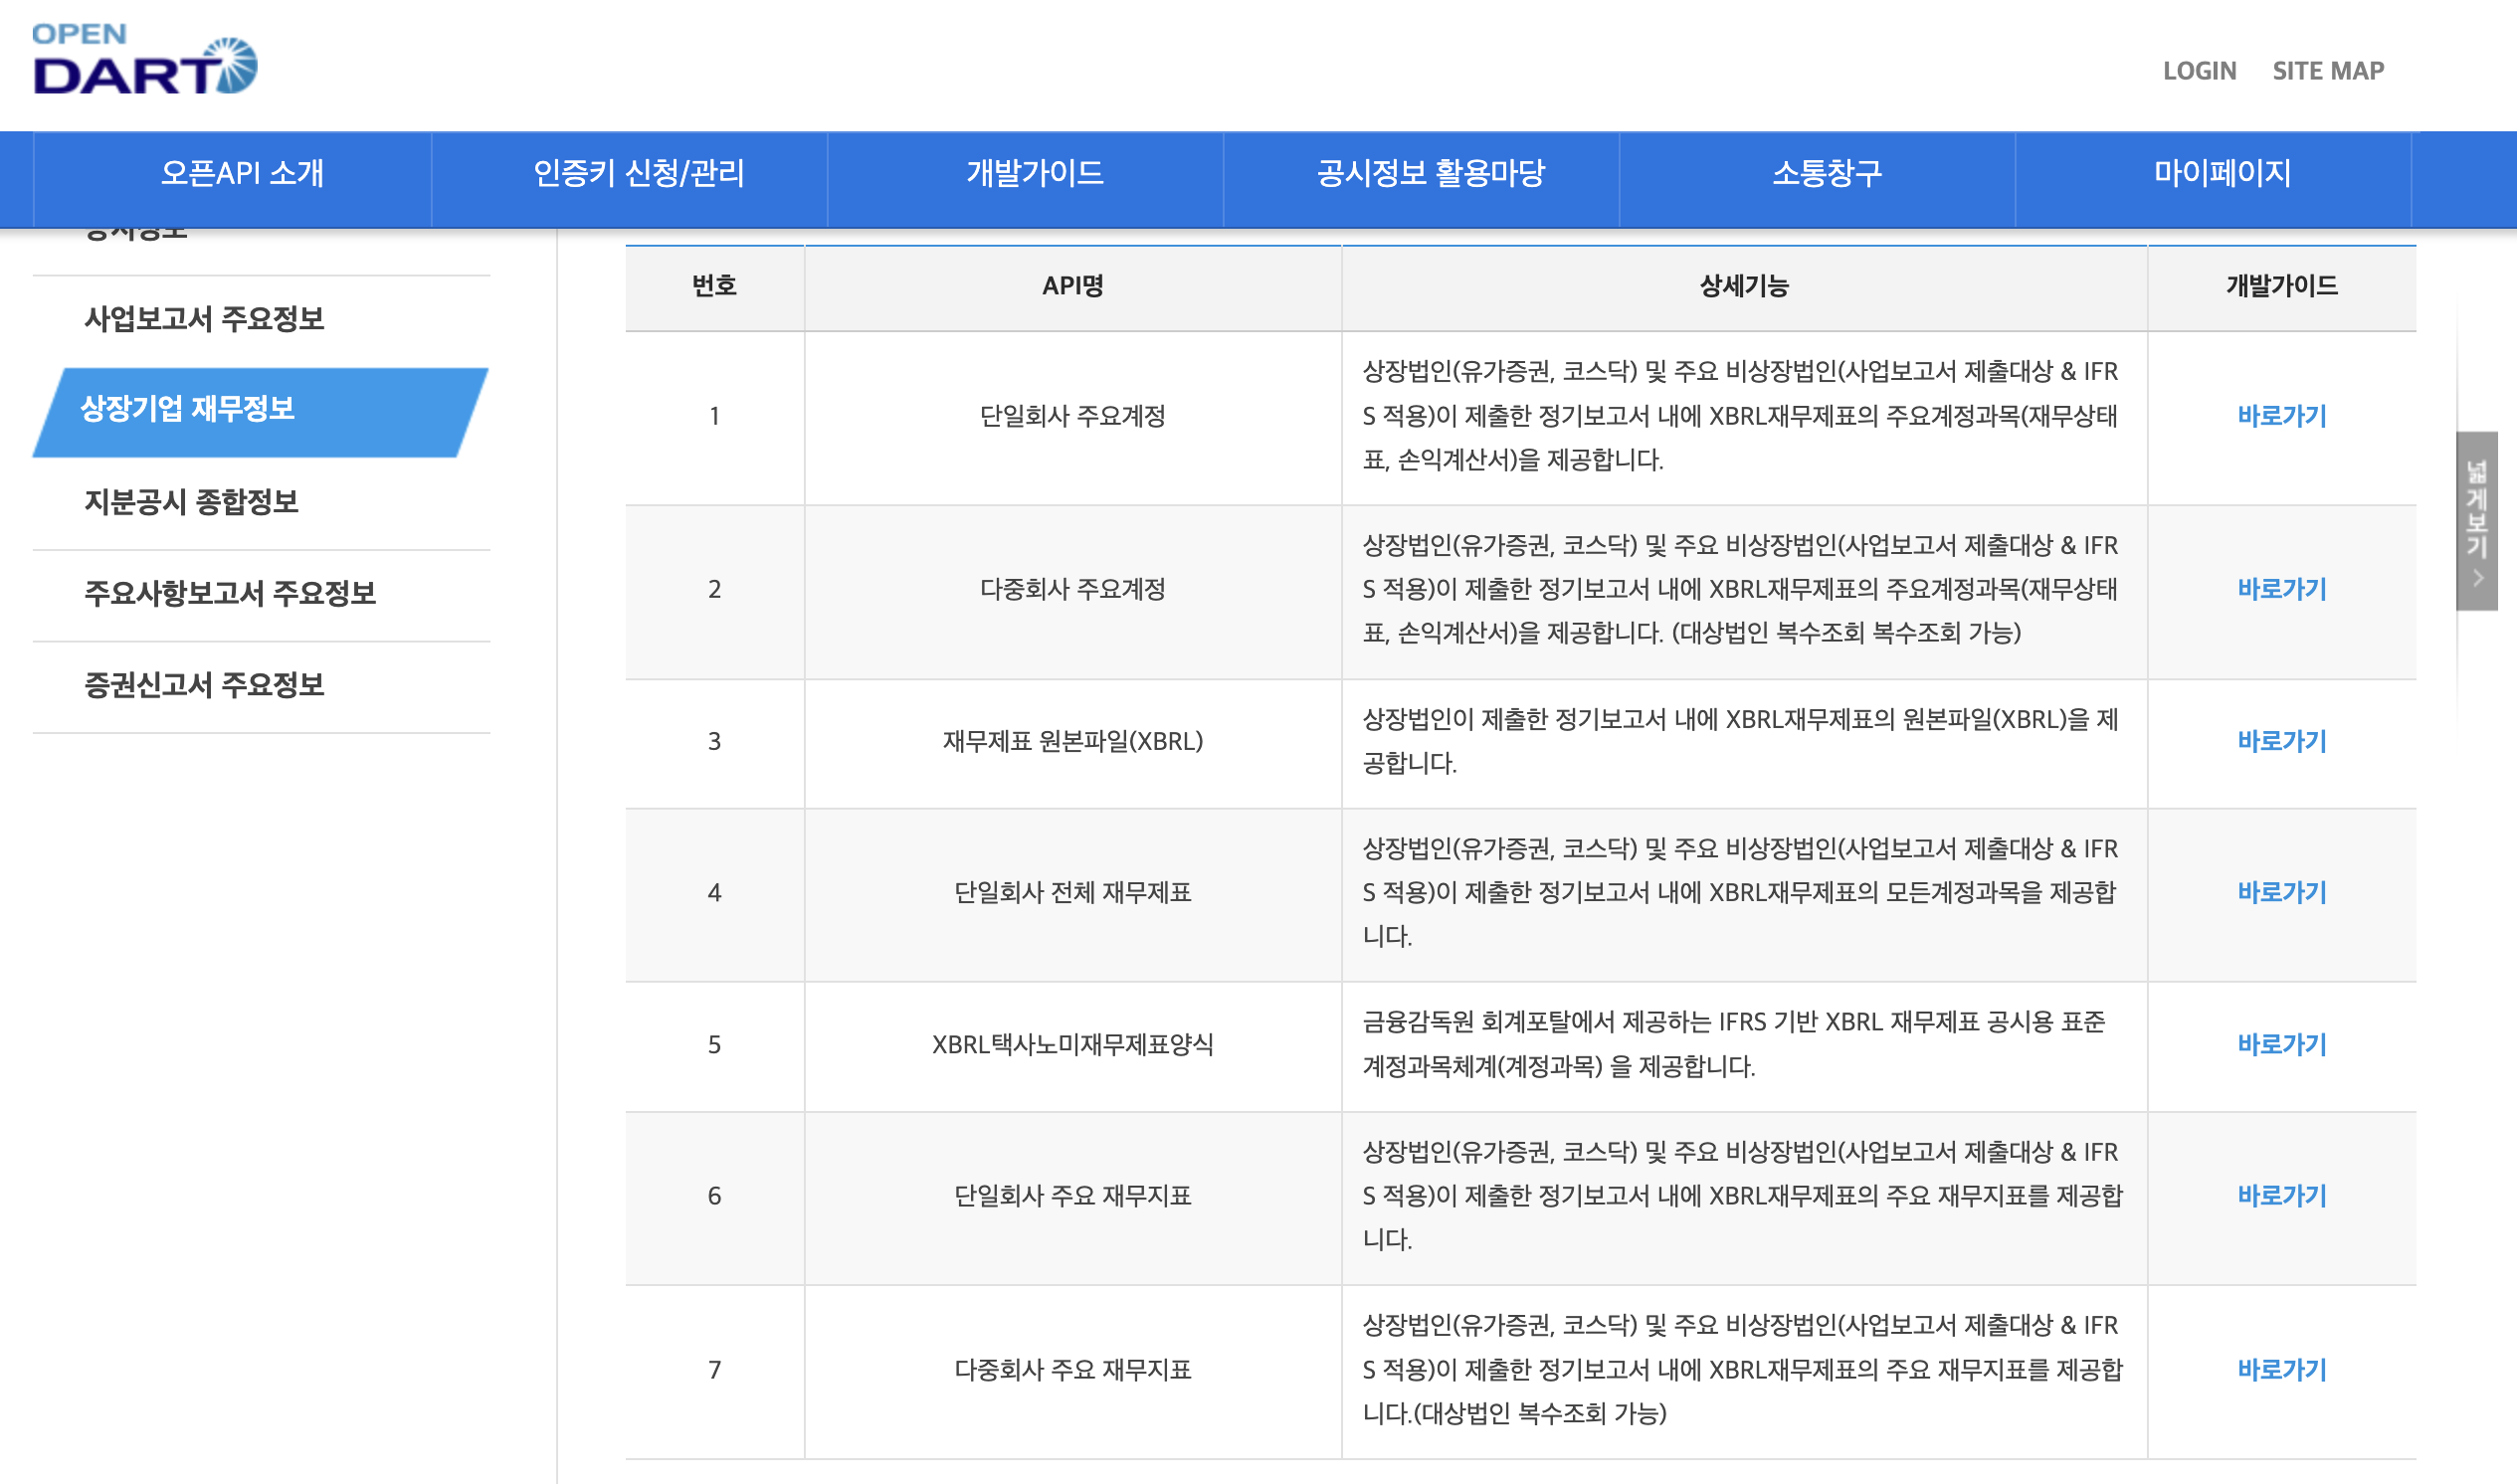 OPEN
DART
LOGIN SITE MAP
오픈API 소개 인증키 신청/관리 개발가이드 공시정보 활용마당 소통창구 마이페이지
사업보고서 주요정보
상장기업 재무정보
지분공시 종합정보
주요사항보고서 주요정보
증권신고서 주요정보
번호 API명 상세기능 개발가이드
1 단일회사 주요계정
상장법인(유가증권, 코스닥) 및 주요 비상장법인(사업보고서 제출대상 & IFR
S 적용)이 제출한 정기보고서 내에 XBRL재무제표의 주요계정과목(재무상태
표, 손익계산서)을 제공합니다.
바로가기
2 다중회사 주요계정
상장법인(유가증권, 코스닥) 및 주요 비상장법인(사업보고서 제출대상 & IFR
S 적용)이 제출한 정기보고서 내에 XBRL재무제표의 주요계정과목(재무상태
표, 손익계산서)을 제공합니다. (대상법인 복수조회 복수조회 가능)
바로가기
3 재무제표 원본파일(XBRL)
상장법인이 제출한 정기보고서 내에 XBRL재무제표의 원본파일(XBRL)을 제
공합니다.
바로가기
4 단일회사 전체 재무제표
상장법인(유가증권, 코스닥) 및 주요 비상장법인(사업보고서 제출대상 & IFR
S 적용)이 제출한 정기보고서 내에 XBRL재무제표의 모든계정과목을 제공합
니다.
바로가기
5 XBRL택사노미재무제표양식
금융감독원 회계포탈에서 제공하는 IFRS 기반 XBRL 재무제표 공시용 표준
계정과목체계(계정과목) 을 제공합니다.
바로가기
6 단일회사 주요 재무지표
상장법인(유가증권, 코스닥) 및 주요 비상장법인(사업보고서 제출대상 & IFR
S 적용)이 제출한 정기보고서 내에 XBRL재무제표의 주요 재무지표를 제공합
니다.
바로가기
7 다중회사 주요 재무지표
상장법인(유가증권, 코스닥) 및 주요 비상장법인(사업보고서 제출대상 & IFR
S 적용)이 제출한 정기보고서 내에 XBRL재무제표의 주요 재무지표를 제공합
니다.(대상법인 복수조회 가능)
바로가기
넓게보기